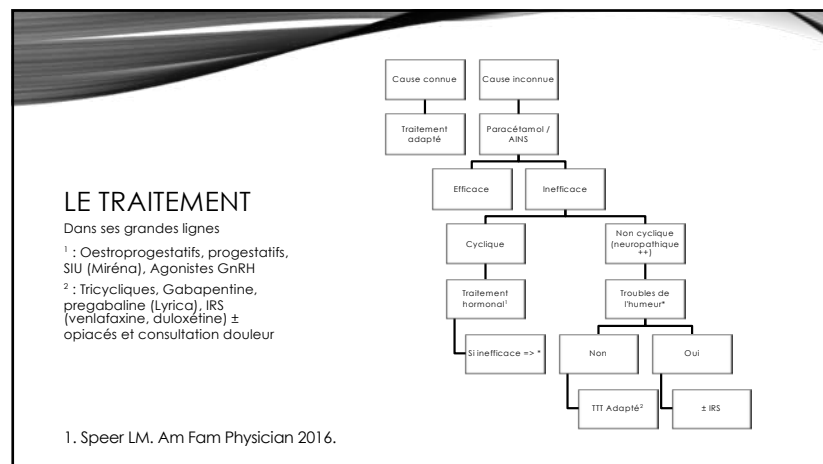 LE TRAITEMENT
Dans ses grandes lignes
¹ : Oestroprogestatifs, progestatifs,
SIU (Miréna), Agonistes GnRH
² : Tricycliques, Gabapentine,
pregabaline (Lyrica), IRS
(venlafaxine, duloxétine) ±
opiacés et consultation douleur
1. Speer LM. Am Fam Physician 2016.
Cause connue
Cause inconnue
Traitement
adapté
Paracétamol /
AINS
Efficace
Inefficace
Cyclique
Non cyclique
(neuropathique
++)
Traitement
hormonal¹
Troubles de
l'humeur*
Si inefficace => *
Non
Oui
TTT Adapté²
± IRS